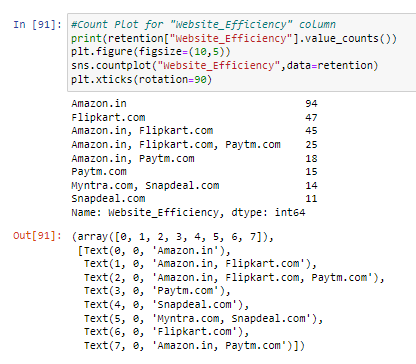 In [91]: #Count Plot for "Website_Efficiency" column
print(retention["Website_Efficiency"].value_counts())
plt.figure(figsize=(10,5))
sns.countplot("Website_Efficiency",data=retention)
plt.xticks(rotation=90)
Amazon.in 94
Flipkart.com 47
Amazon.in, Flipkart.com 45
Amazon.in, Flipkart.com, Paytm.com 25
Amazon.in, Paytm.com 18
Paytm.com 15
Myntra.com, Snapdeal.com 14
Snapdeal.com 11
Name: Website_Efficiency, dtype: int64
Out[91]: (array([0, 1, 2, 3, 4, 5, 6, 7]),
[Text(0, 0, 'Amazon.in'),
Text(1, 0, 'Amazon.in, Flipkart.com'),
Text(2, 0, 'Amazon.in, Flipkart.com, Paytm.com'),
Text(3, 0, 'Paytm.com'),
Text(4, 0, 'Snapdeal.com'),
Text(5, 0, 'Myntra.com, Snapdeal.com'),
Text(6, 0, 'Flipkart.com'),
Text(7, 0, 'Amazon.in, Paytm.com')])